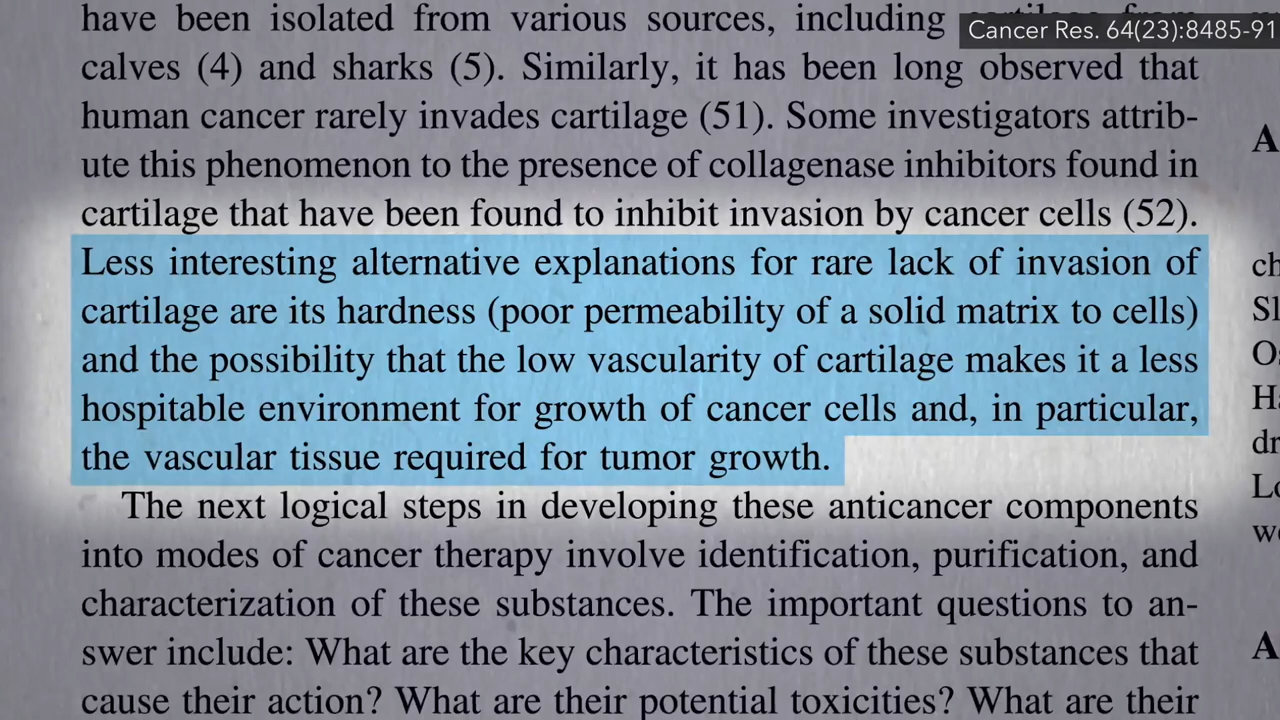 have been isolated from various sources, including
Cancer Res. 64(23):8485-91
calves (4) and sharks (5). Similarly, it has been long observed that
human cancer rarely invades cartilage (51). Some investigators attrib-
ute this phenomenon to the presence of collagenase inhibitors found in
cartilage that have been found to inhibit invasion by cancer cells (52).
Less interesting alternative explanations for rare lack of invasion of
cartilage are its hardness (poor permeability of a solid matrix to cells)
and the possibility that the low vascularity of cartilage makes it a less
hospitable environment for growth of cancer cells and, in particular,
the vascular tissue required for tumor growth.
The next logical steps in developing these anticancer components
into modes of cancer therapy involve identification, purification, and
characterization of these substances. The important questions to an-
swer include: What are the key characteristics of these substances that
cause their action? What are their potential toxicities? What are their
A
ch
Sl
Os
Ha
dr
Lo
we
A